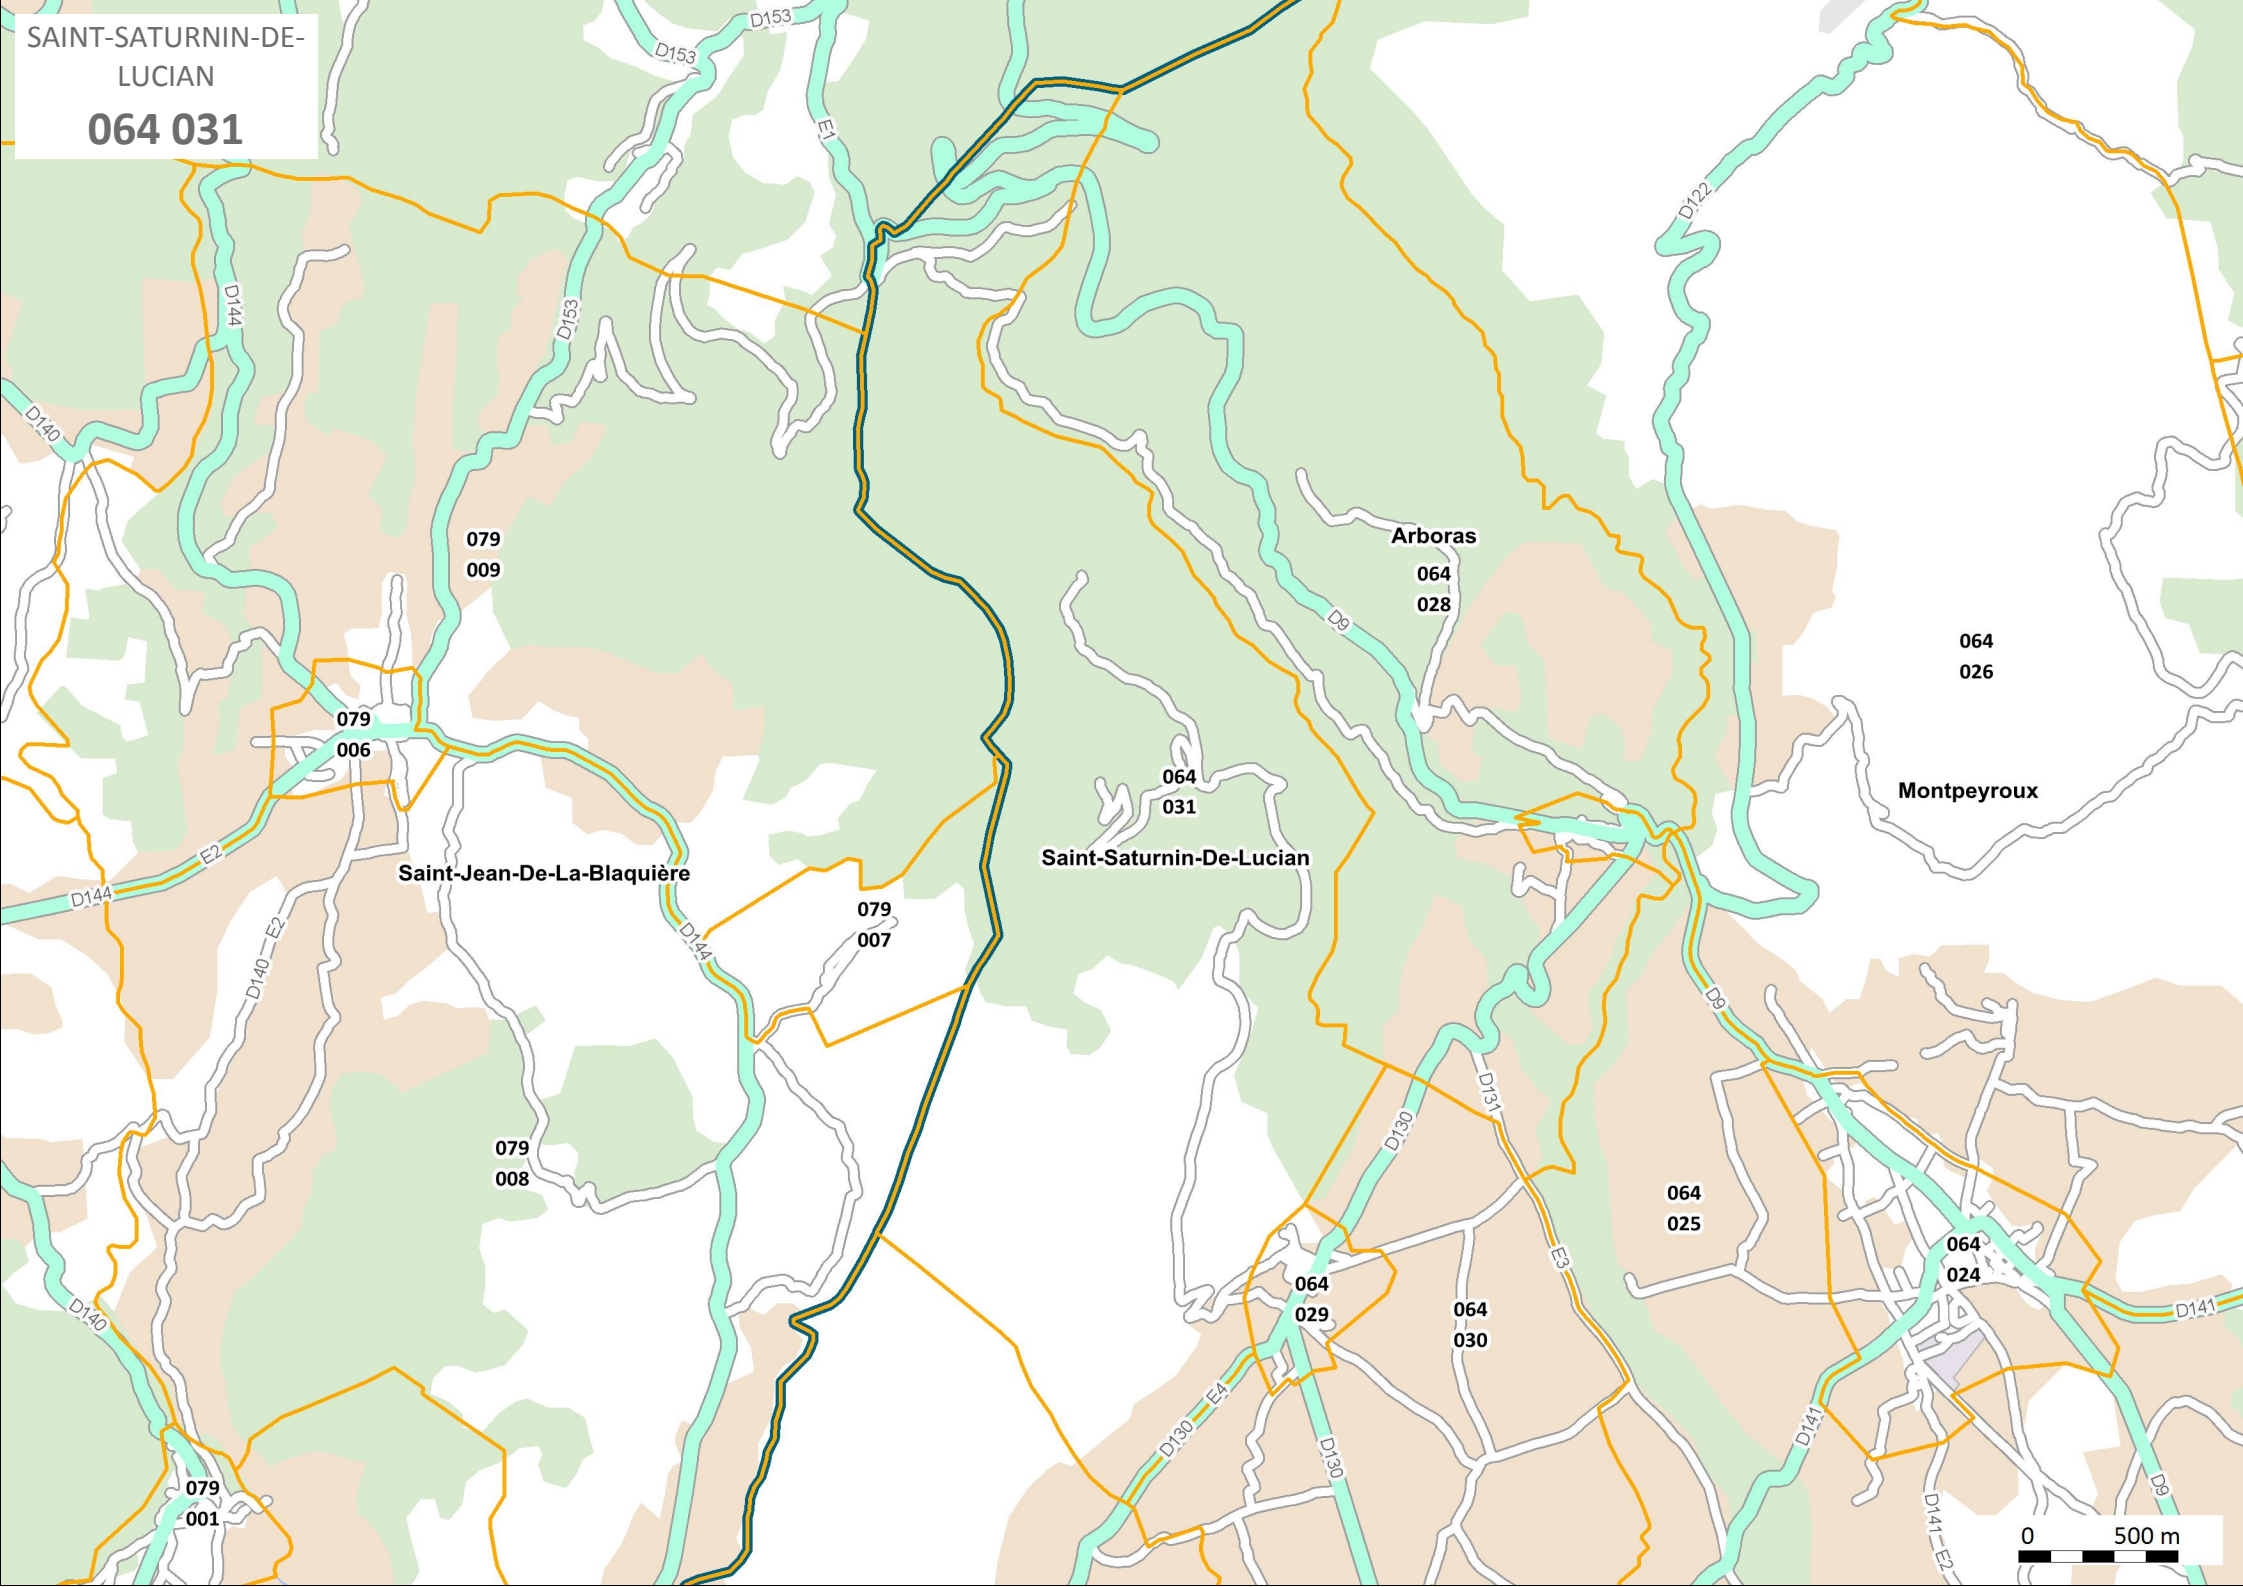 SAINT-SATURNIN-DE-
LUCIAN
064 031
D153
D153
E1
D122
D144
D153
D140
079
009
Arboras
064
028
D9
064
026
079
006
064
031
Montpeyroux
E2
D144
Saint-Jean-De-La-Blaquière
Saint-Saturnin-De-Lucian
079
007
D144
D140 E2
D9
D131
D130
079
008
064
025
E3
064
024
064
029
064
030
D140
D141
E4
D130
D130
D141
D9
079
001
D141 E2
0 500 m